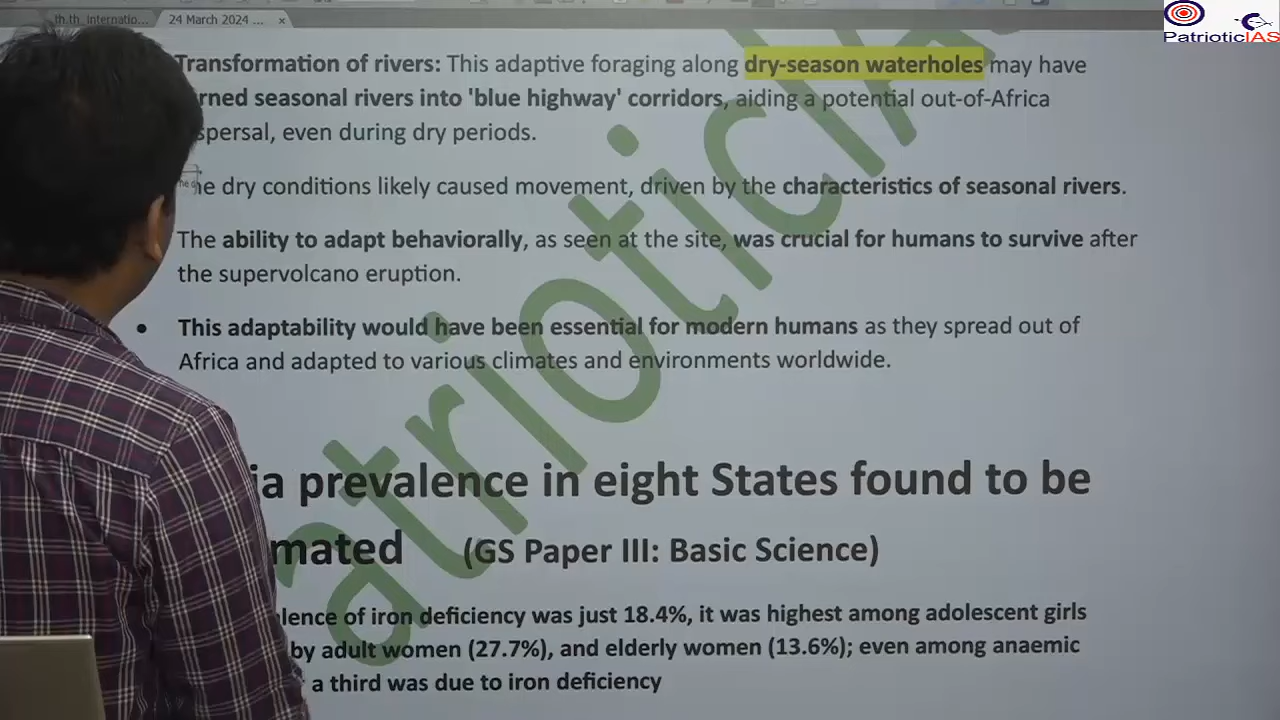 th.th_internatio...
24 March 2024 ...
PatrioticIAS
Transformation of rivers: This adaptive foraging along dry-season waterholes may have
rned seasonal rivers into 'blue highway' corridors, aiding a potential out-of-Africa
spersal, even during dry periods.
he dry conditions likely caused movement, driven by the characteristics of seasonal rivers.
The ability to adapt behaviorally, as seen at the site, was crucial for humans to survive after
the supervolcano eruption.
• This adaptability would have been essential for modern humans as they spread out of
Africa and adapted to various climates and environments worldwide.
ia prevalence in eight States found to be
mated (GS Paper III: Basic Science)
lence of iron deficiency was just 18.4%, it was highest among adolescent girls
by adult women (27.7%), and elderly women (13.6%); even among anaemic
a third was due to iron deficiency
atrioticIAS